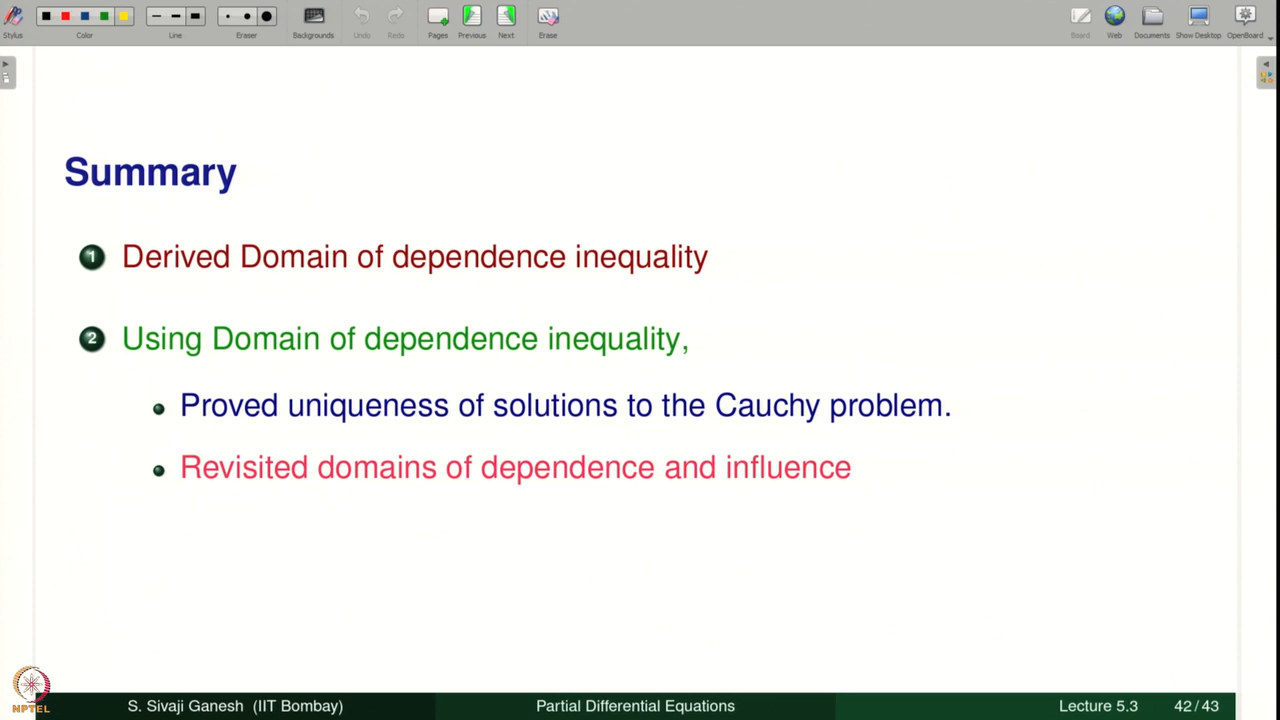 Stylus
Color
Line
Eraser
Backgrounds
Undo
Redo
Pages
Previous
Next
Erase
Board
Web
Documents
Show Desktop
OpenBoard
Summary
1 Derived Domain of dependence inequality
2 Using Domain of dependence inequality,
Proved uniqueness of solutions to the Cauchy problem.
Revisited domains of dependence and influence
NPTEL
S. Sivaji Ganesh (IIT Bombay)
Partial Differential Equations
Lecture 5.3
42/43